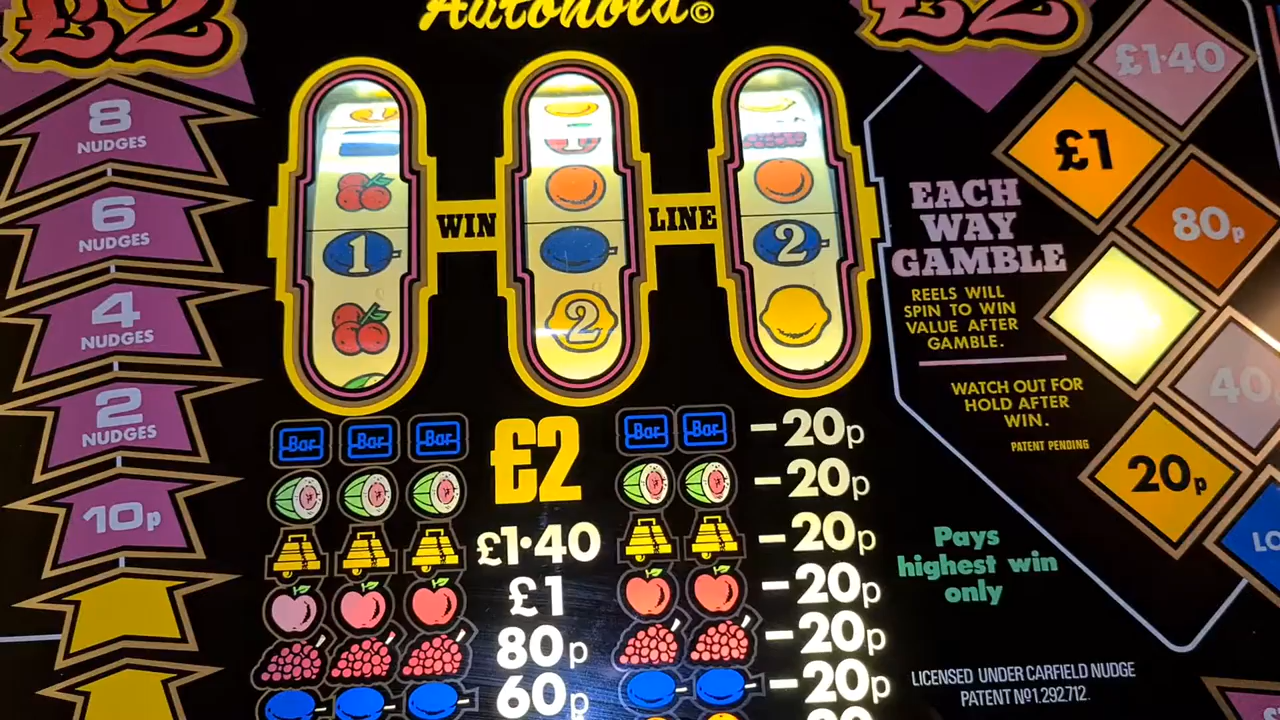 £2
Autohold©
£2
8
NUDGES
6
NUDGES
4
NUDGES
2
NUDGES
10p
WIN
LINE
1
1
2
2
£1·40
£1
80p
40
20p
EACH
WAY
GAMBLE
REELS WILL
SPIN TO WIN
VALUE AFTER
GAMBLE.
WATCH OUT FOR
HOLD AFTER
WIN.
PATENT PENDING
Bar Bar Bar £2 Bar Bar –20p
–20p
£1·40 –20p
£1 –20p
80p –20p
60p –20p
Pays
highest win
only
LICENSED UNDER CARFIELD NUDGE
PATENT Nº1,292,712.